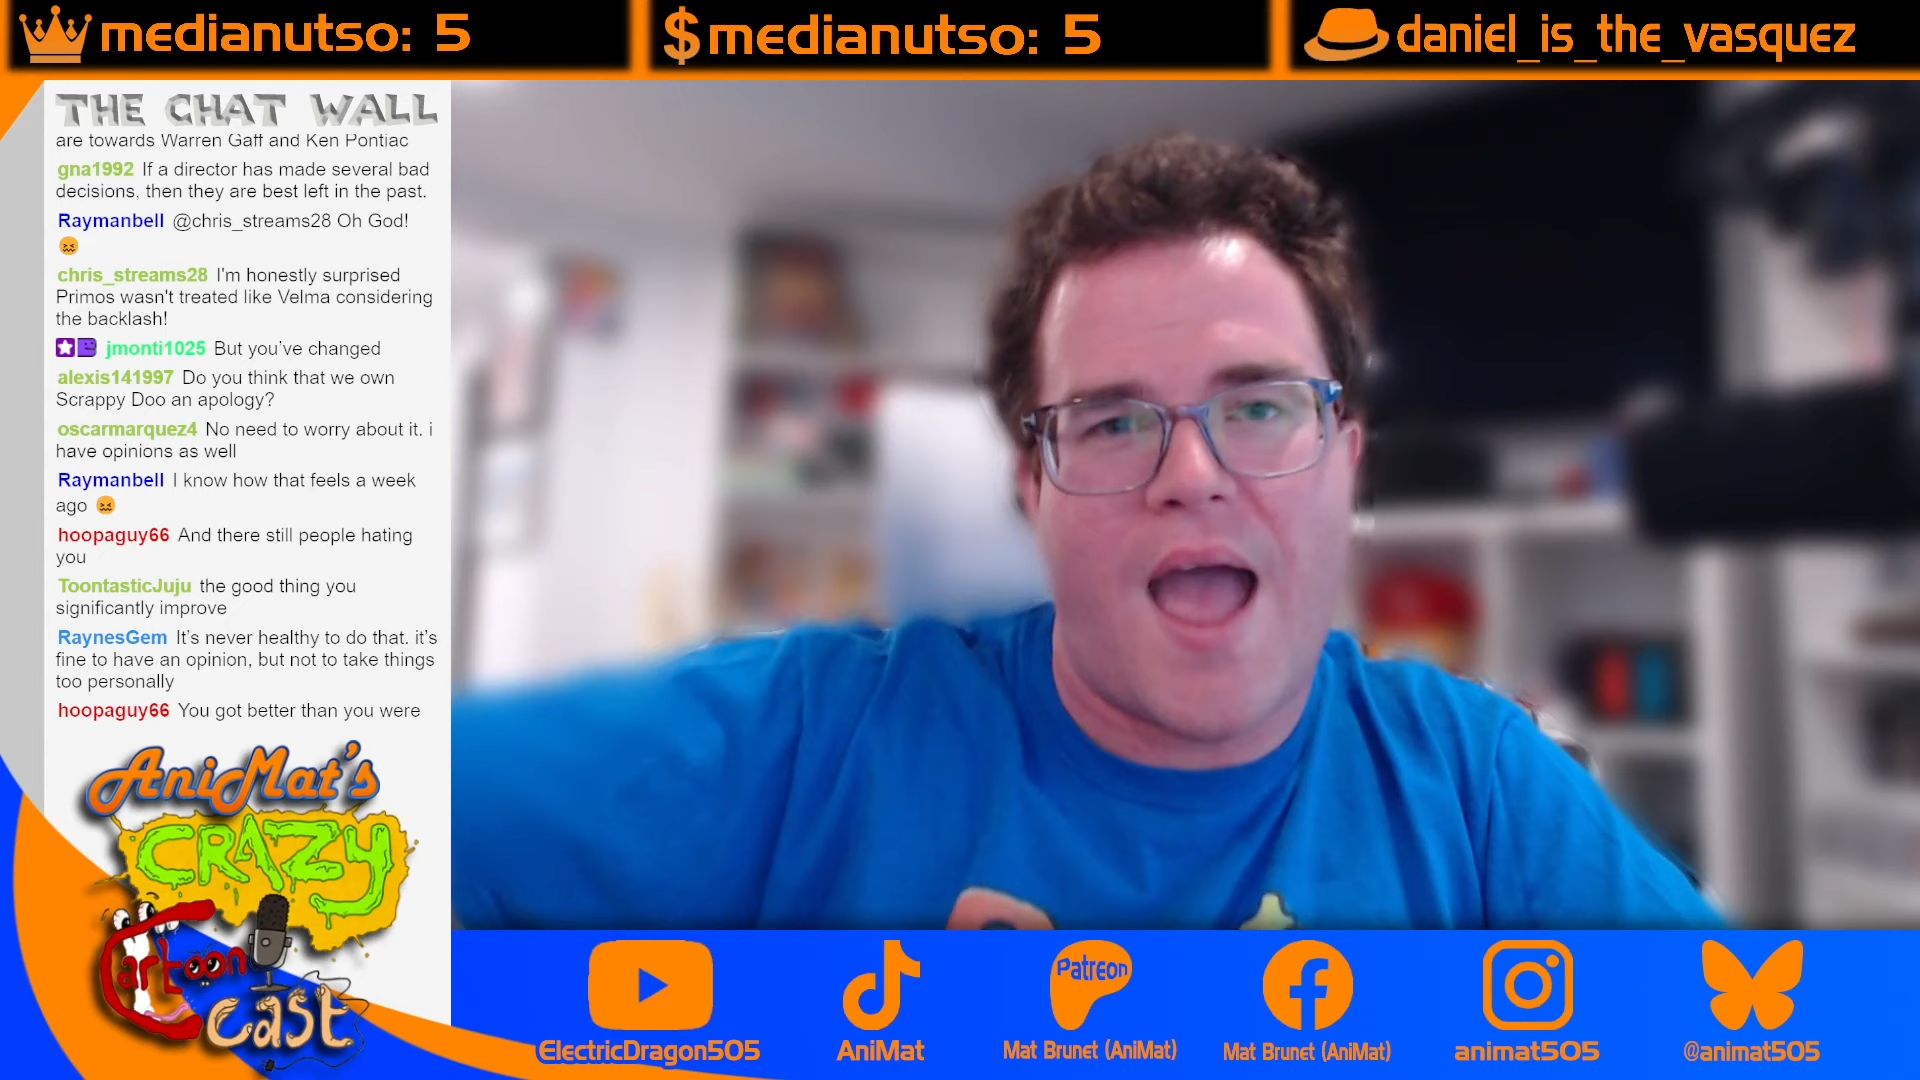 medianutso: 5
$ medianutso: 5
daniel_is_the_vasquez
THE CHAT WALL
are towards Warren Gaff and Ken Pontiac
gna1992 If a director has made several bad
decisions, then they are best left in the past.
Raymanbell @chris_streams28 Oh God!
😖
chris_streams28 I'm honestly surprised
Primos wasn't treated like Velma considering
the backlash!
jmonti1025 But you’ve changed
alexis141997 Do you think that we own
Scrappy Doo an apology?
oscarmarquez4 No need to worry about it. i
have opinions as well
Raymanbell I know how that feels a week
ago 😖
hoopaguy66 And there still people hating
you
ToontasticJuju the good thing you
significantly improve
RaynesGem It’s never healthy to do that. it’s
fine to have an opinion, but not to take things
too personally
hoopaguy66 You got better than you were
AniMat's
CRAZY
Cartoon
Cast
Patreon
ElectricDragon505
AniMat
Mat Brunet (AniMat)
Mat Brunet (AniMat)
animat505
@animat505